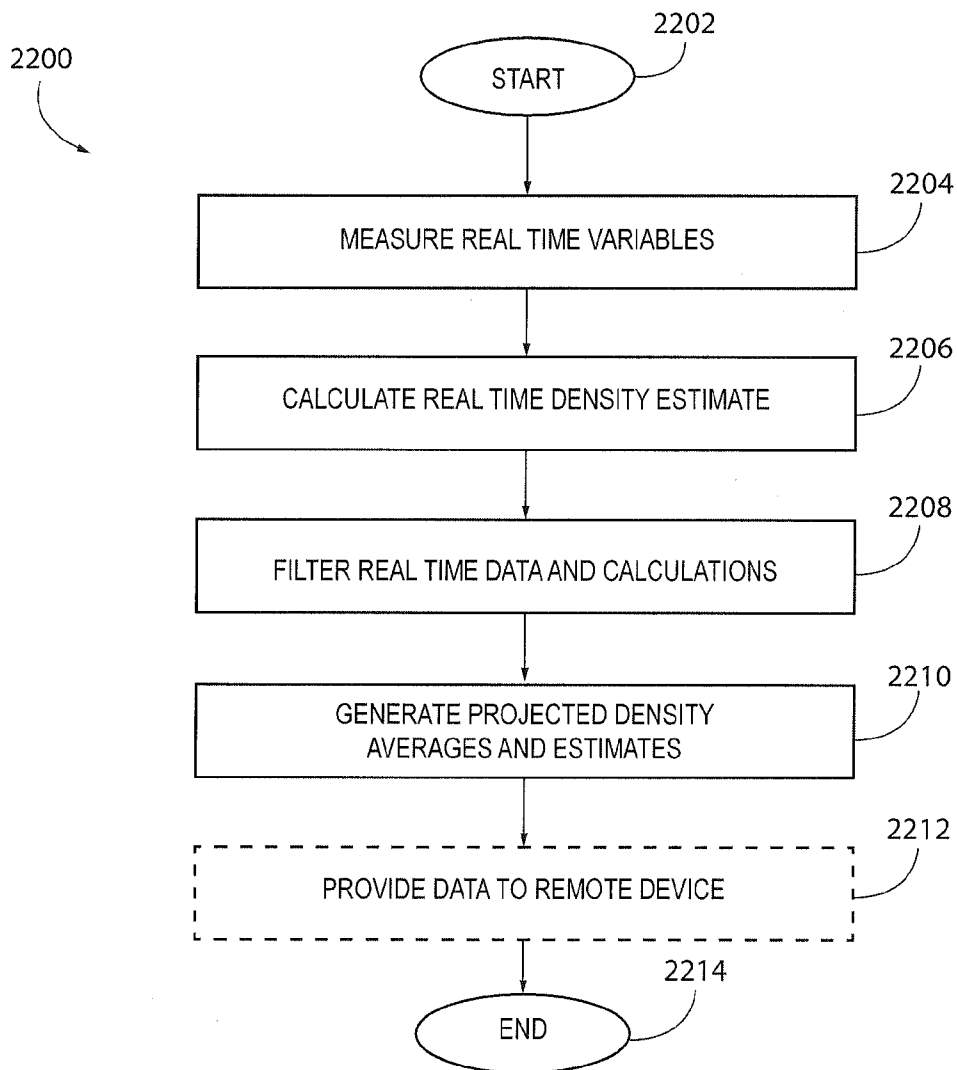 2200
2202
START
2204
MEASURE REAL TIME VARIABLES
2206
CALCULATE REAL TIME DENSITY ESTIMATE
2208
FILTER REAL TIME DATA AND CALCULATIONS
2210
GENERATE PROJECTED DENSITY
AVERAGES AND ESTIMATES
2212
PROVIDE DATA TO REMOTE DEVICE
2214
END